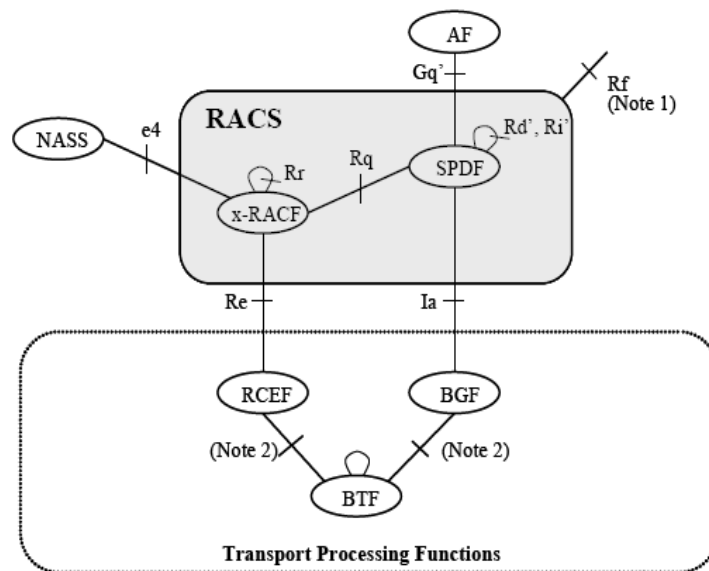 AF
Gq’
Rf
(Note 1)
RACS
e4
NASS
Rd’, Ri’
Rr
Rq
SPDF
x-RACF
Re
Ia
RCEF
BGF
(Note 2)
(Note 2)
BTF
Transport Processing Functions